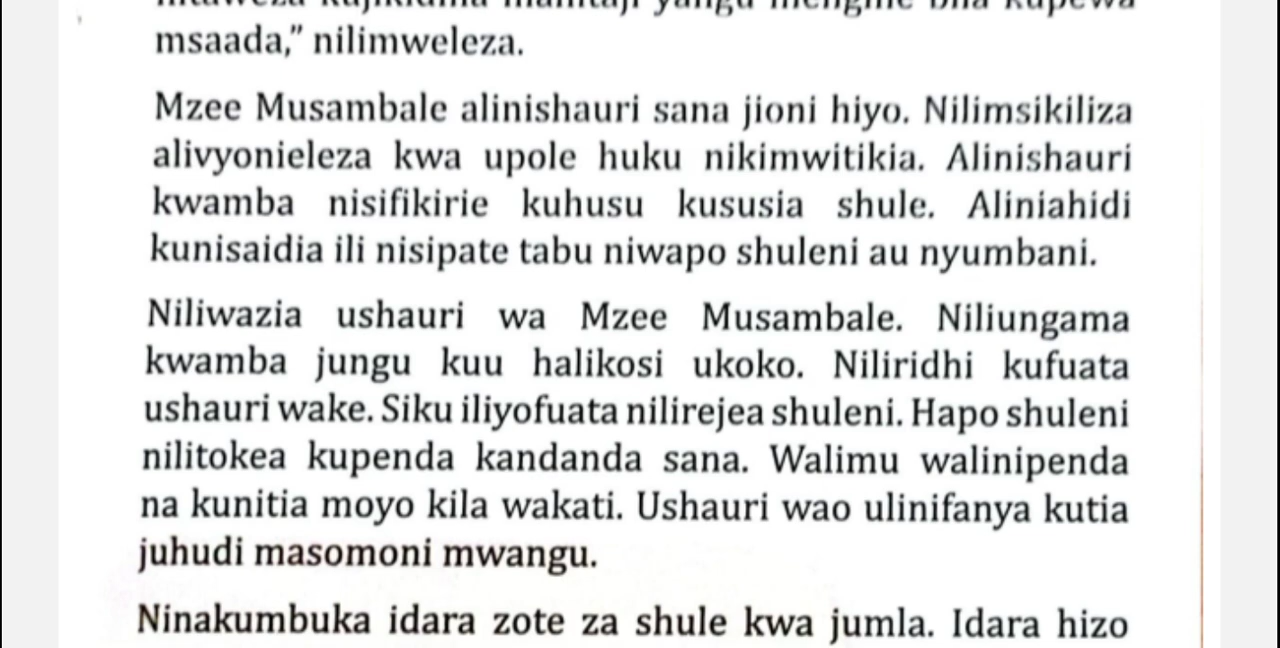 yangu mengine bila kupewa
msaada,” nilimweleza.
Mzee Musambale alinishauri sana jioni hiyo. Nilimsikiliza
alivyonieleza kwa upole huku nikimwitikia. Alinishauri
kwamba nisifikirie kuhusu kususia shule. Aliniahidi
kunisaidia ili nisipate tabu niwapo shuleni au nyumbani.
Niliwazia ushauri wa Mzee Musambale. Niliungama
kwamba jungu kuu halikosi ukoko. Niliridhi kufuata
ushauri wake. Siku iliyofuata nilirejea shuleni. Hapo shuleni
nilitokea kupenda kandanda sana. Walimu walinipenda
na kunitia moyo kila wakati. Ushauri wao ulinifanya kutia
juhudi masomoni mwangu.
Ninakumbuka idara zote za shule kwa jumla. Idara hizo